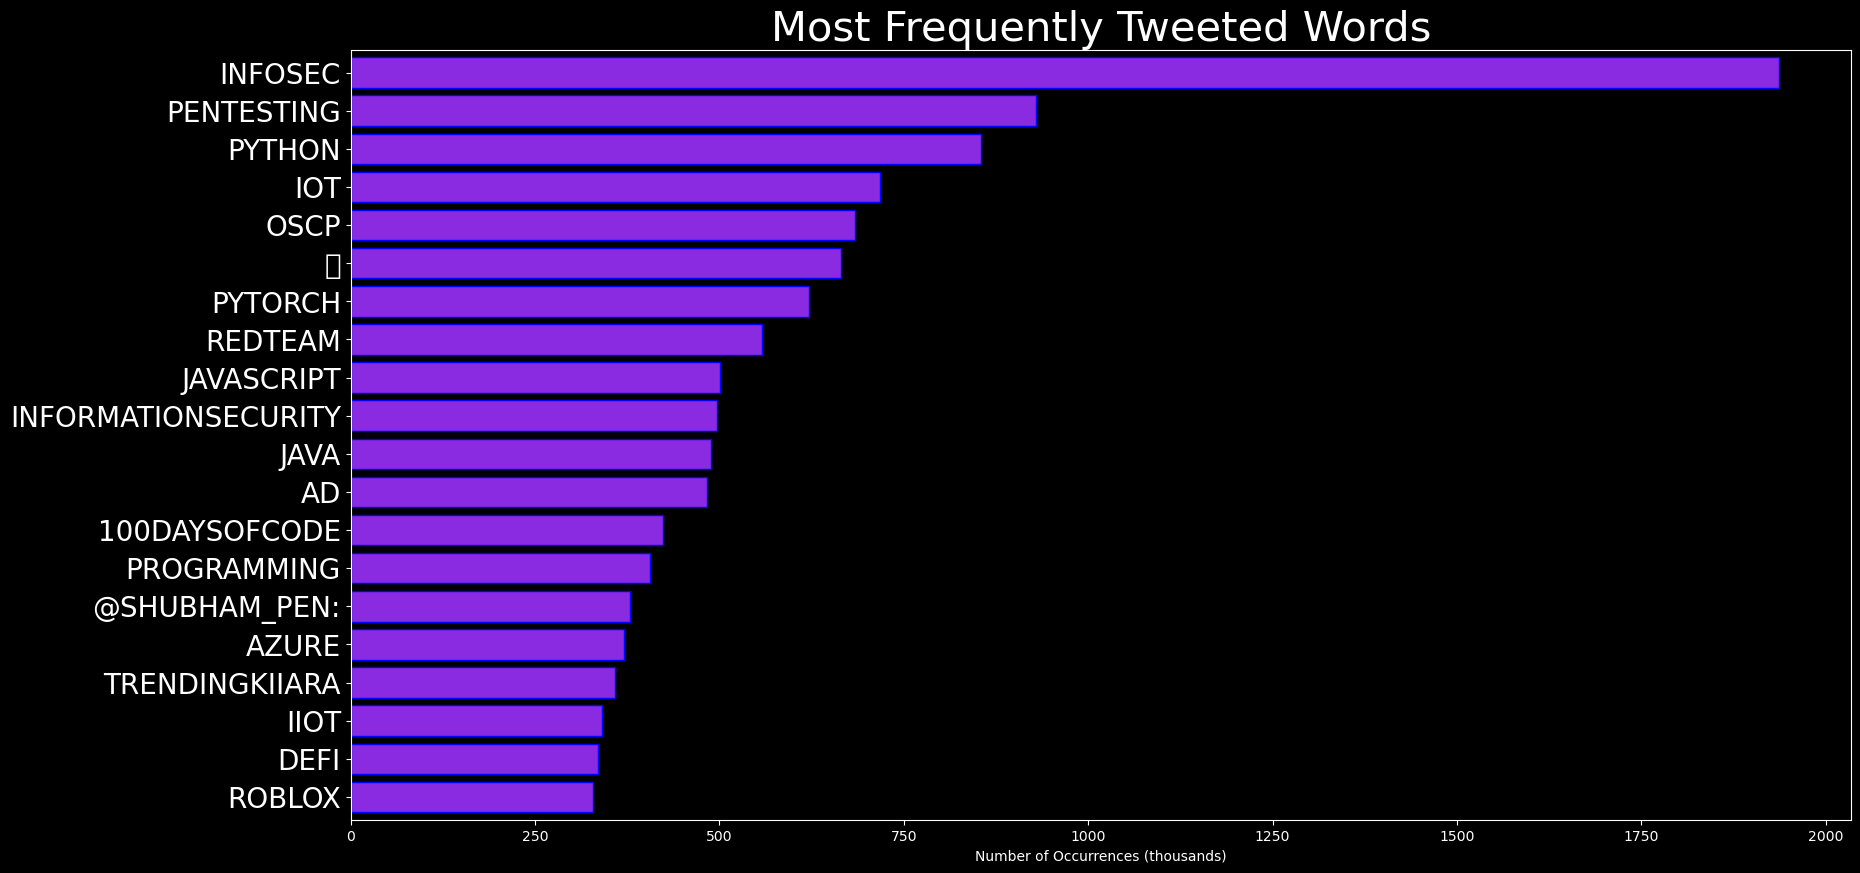 Most Frequently Tweeted Words
INFOSEC
PENTESTING
PYTHON
IOT
OSCP
PYTORCH
REDTEAM
JAVASCRIPT
INFORMATIONSECURITY
JAVA
AD
100DAYSOFCODE
PROGRAMMING
@SHUBHAM_PEN:
AZURE
TRENDINGKIIARA
IIOT
DEFI
ROBLOX
0 250 500 750 1000 1250 1500 1750 2000
Number of Occurrences (thousands)